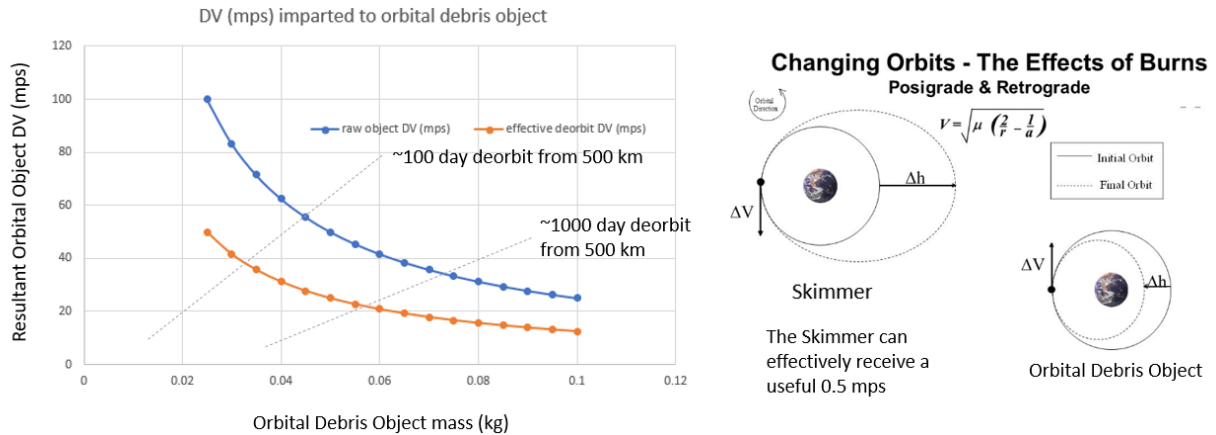 DV (mps) imparted to orbital debris object
120
100
80
60
40
20
0
0
0.02
0.04
0.06
0.08
0.1
0.12
Resultant Orbital Object DV (mps)
Orbital Debris Object mass (kg)
raw object DV (mps)
effective deorbit DV (mps)
~100 day deorbit from 500 km
~1000 day deorbit
from 500 km
Changing Orbits - The Effects of Burns
Posigrade & Retrograde
Orbital
Direction
V = √μ (2/r - 1/a)
Δh
ΔV
Skimmer
The Skimmer can
effectively receive a
useful 0.5 mps
Initial Orbit
Final Orbit
ΔV
Δh
Orbital Debris Object